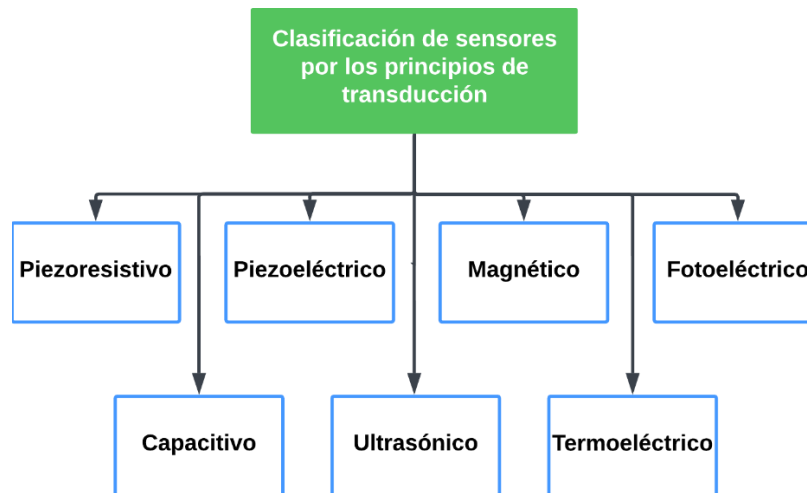 Clasificación de sensores
por los principios de
transducción
Piezoresistivo
Piezoeléctrico
Magnético
Fotoeléctrico
Capacitivo
Ultrasónico
Termoeléctrico